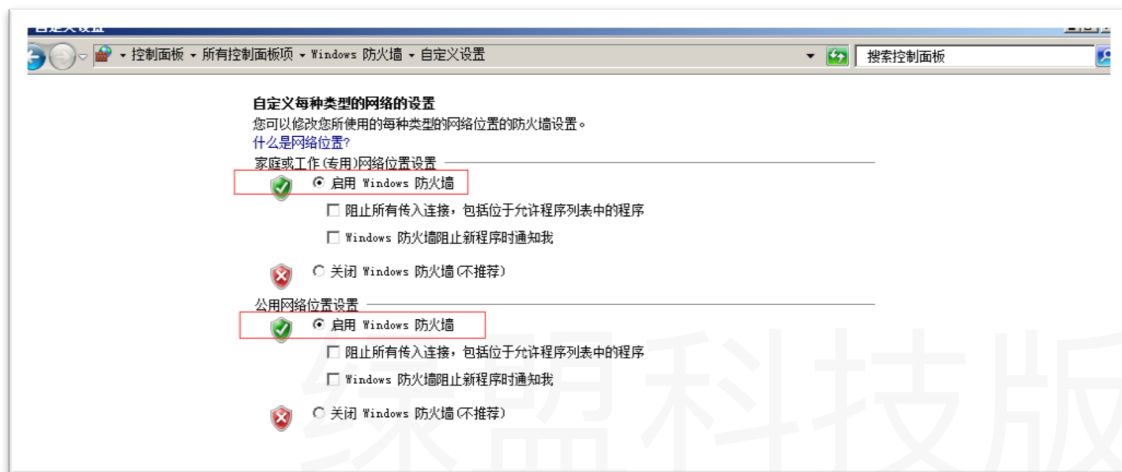 自定义设置
控制面板 ▾ 所有控制面板项 ▾ Windows 防火墙 ▾ 自定义设置
搜索控制面板
自定义每种类型的网络的设置
您可以修改您所使用的每种类型的网络位置的防火墙设置。
什么是网络位置?
家庭或工作(专用)网络位置设置
启用 Windows 防火墙
阻止所有传入连接，包括位于允许程序列表中的程序
Windows 防火墙阻止新程序时通知我
关闭 Windows 防火墙(不推荐)
公用网络位置设置
启用 Windows 防火墙
阻止所有传入连接，包括位于允许程序列表中的程序
Windows 防火墙阻止新程序时通知我
关闭 Windows 防火墙(不推荐)
绿盟科技版